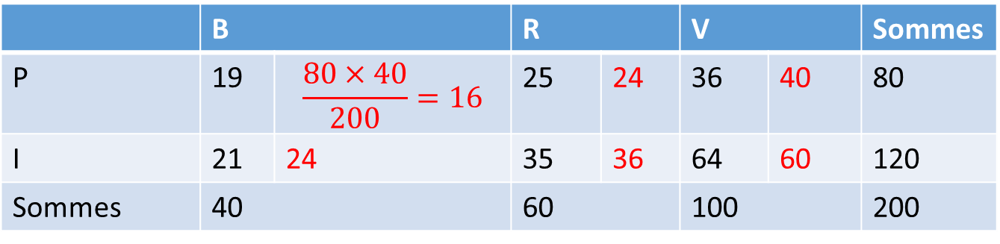 B R V Sommes
P 19 80 × 40 / 200 = 16 25 24 36 40 80
I 21 24 35 36 64 60 120
Sommes 40 60 100 200